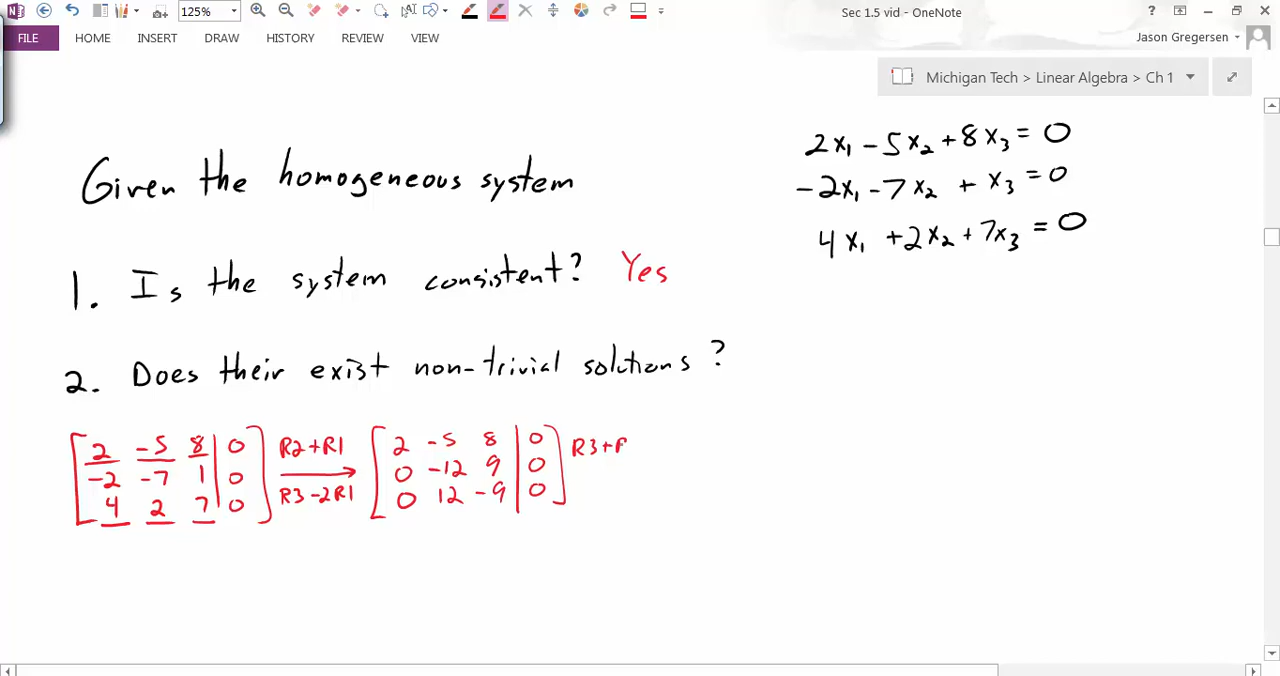 125%
Sec 1.5 vid - OneNote
?
FILE HOME INSERT DRAW HISTORY REVIEW VIEW
Jason Gregersen
Michigan Tech > Linear Algebra > Ch 1
2x₁ - 5x₂ + 8x₃ = 0
-2x₁ - 7x₂ + x₃ = 0
4x₁ + 2x₂ + 7x₃ = 0
Given the homogeneous system
1. Is the system consistent? Yes
2. Does their exist non-trivial solutions?
[2 -5 8 | 0] R2+R1 [2 -5 8 | 0] R3+R
[-2 -7 1 | 0] → [0 -12 9 | 0]
[4 2 7 | 0] R3-2R1 [0 12 -9 | 0]